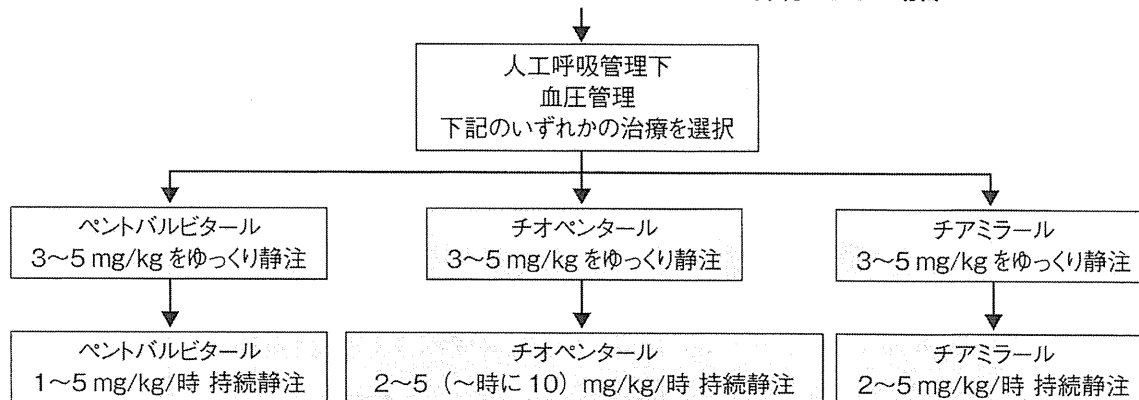 人工呼吸管理下
血圧管理
下記のいずれかの治療を選択
ペントバルビタール
3~5 mg/kg をゆっくり静注
チオペンタール
3~5 mg/kg をゆっくり静注
チアミラール
3~5 mg/kg をゆっくり静注
ペントバルビタール
1~5 mg/kg/時 持続静注
チオペンタール
2~5（~時に 10）mg/kg/時 持続静注
チアミラール
2~5 mg/kg/時 持続静注